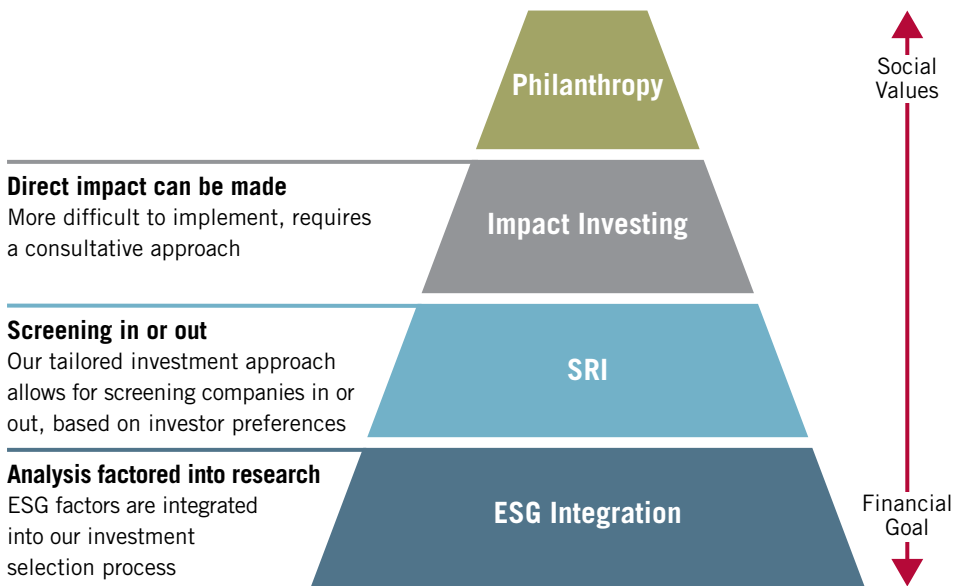 Philanthropy
Social
Values
Direct impact can be made
More difficult to implement, requires
a consultative approach
Impact Investing
Screening in or out
Our tailored investment approach
allows for screening companies in or
out, based on investor preferences
SRI
Analysis factored into research
ESG factors are integrated
into our investment
selection process
ESG Integration
Financial
Goal